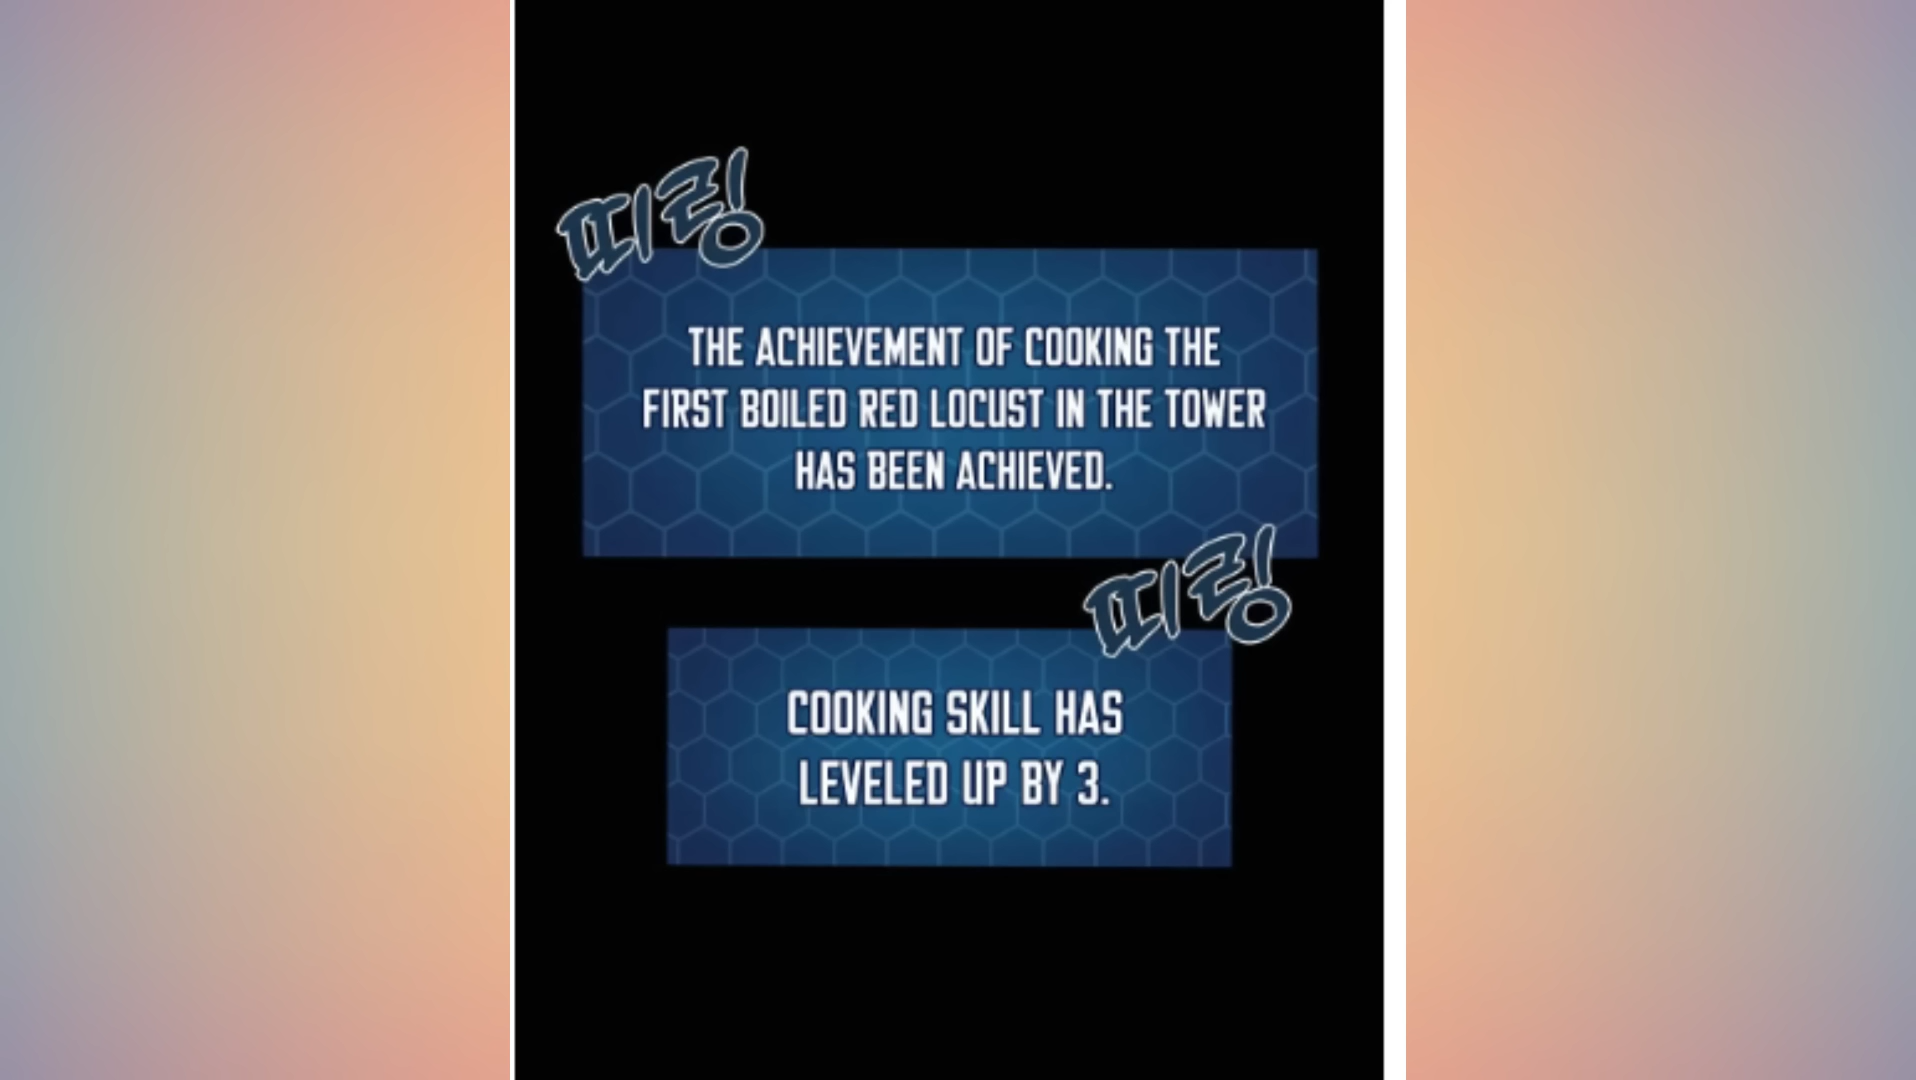 띠링
THE ACHIEVEMENT OF COOKING THE
FIRST BOILED RED LOCUST IN THE TOWER
HAS BEEN ACHIEVED.
띠링
COOKING SKILL HAS
LEVELED UP BY 3.